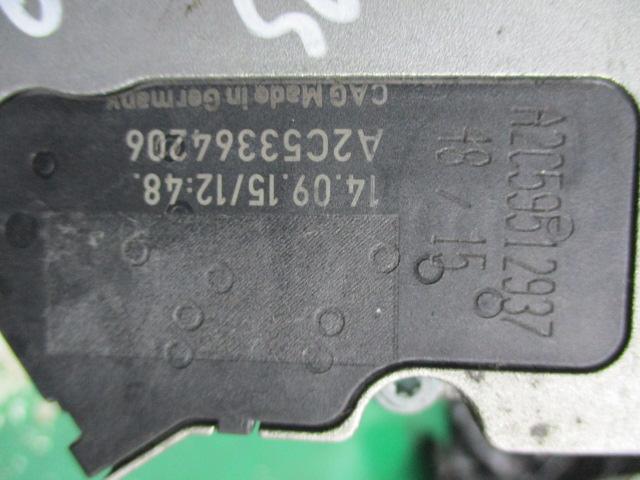 14.09.15/12:48.
A2C53364206
CAG Made in Germany
A2C59512937
48 / 15